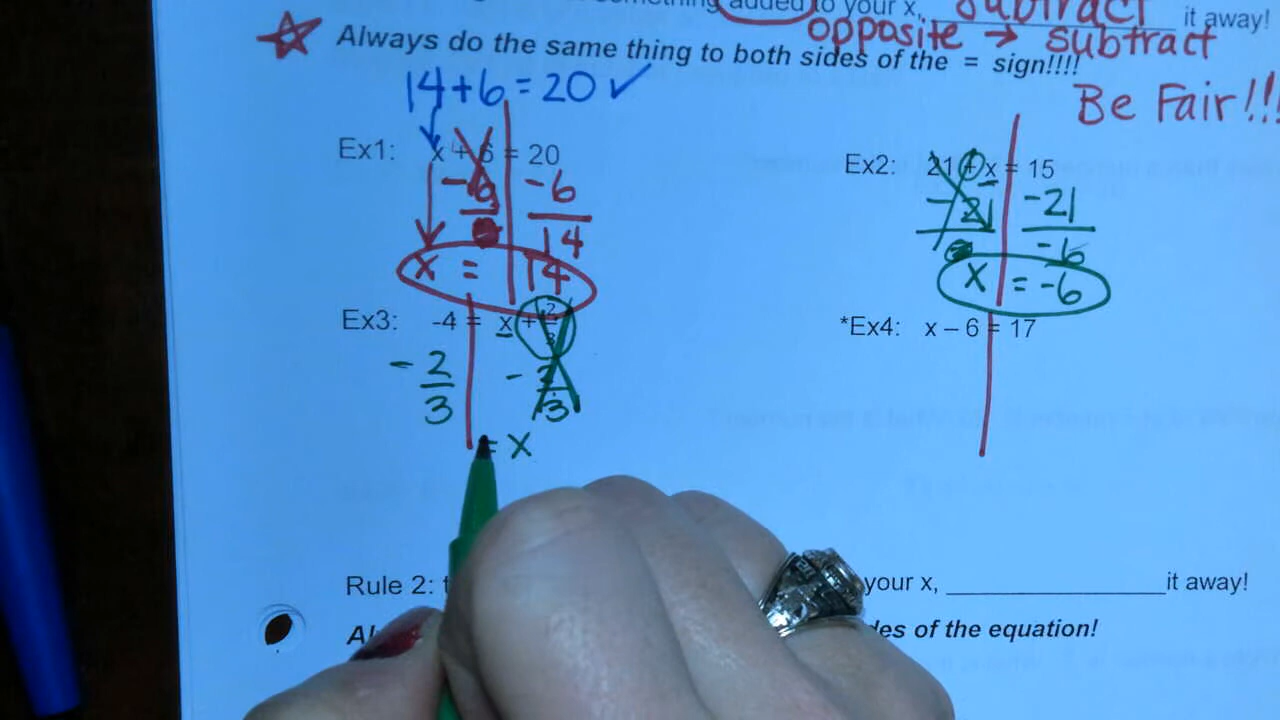 added to your x, subtract it away!
opposite → subtract
Always do the same thing to both sides of the = sign!!!!
Be Fair!!!
14+6=20 ✓
Ex1: x + 6 = 20
-6 -6
14
x = 14
Ex2: 21 + x = 15
-21 -21
-6
x = -6
Ex3: -4 = x + 2/3
- 2/3 - 2/3
= x
*Ex4: x – 6 = 17
Rule 2: your x, ________________it away!
of the equation!